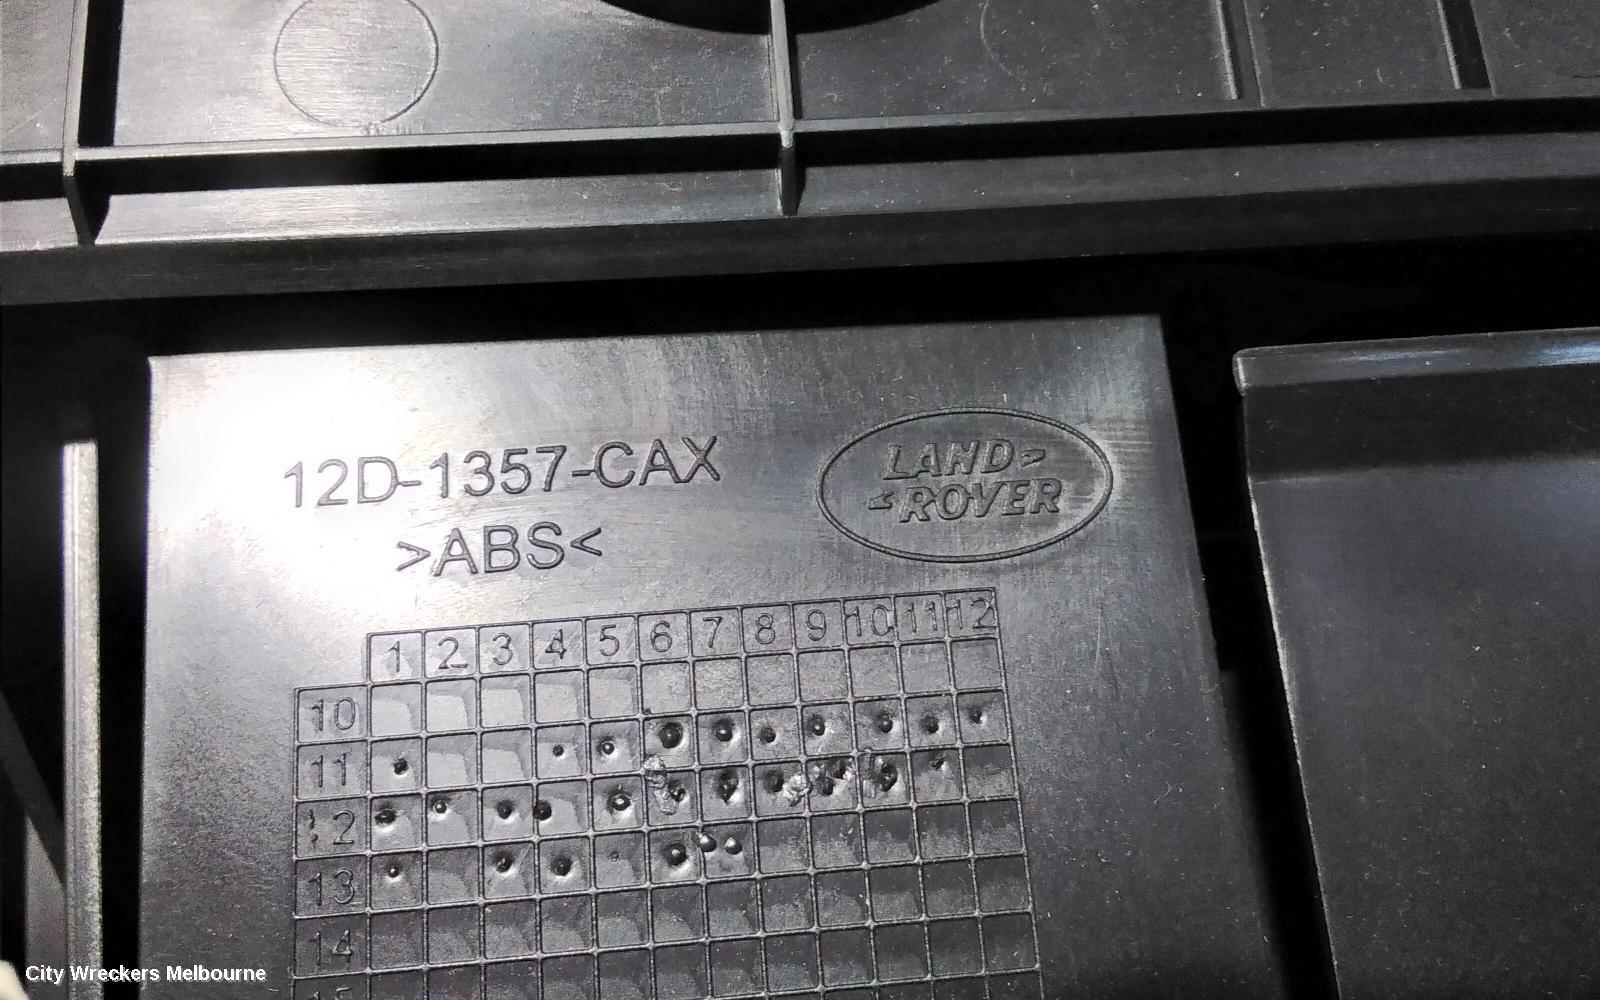 12D-1357-CAX
>ABS<
LAND
ROVER
1 2 3 4 5 6 7 8 9 10 11 12
10
11
12
13
14
15
City Wreckers Melbourne